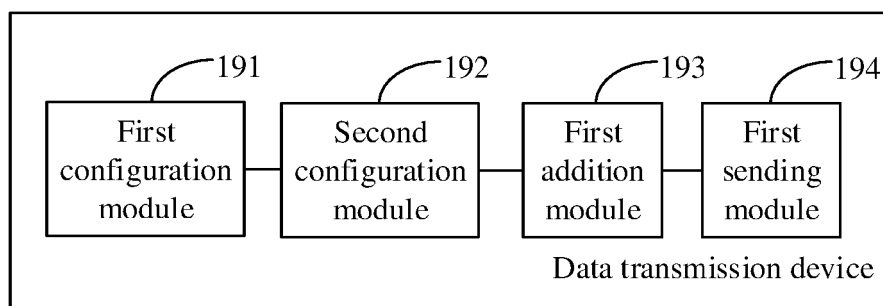 191
192
193
194
First
configuration
module
Second
configuration
module
First
addition
module
First
sending
module
Data transmission device